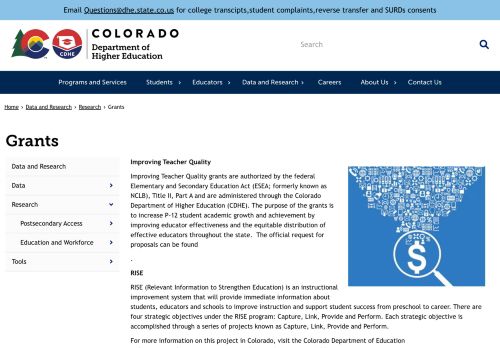 Email Questions@dhe.state.co.us for college transcipts,student complaints,reverse transfer and SURDs consents
CDHE
COLORADO
Department of
Higher Education
Search
Programs and Services Students › Educators › Data and Research › Careers About Us › Contact Us
Home › Data and Research › Research › Grants
Grants
Data and Research
Data
Research
Postsecondary Access
Education and Workforce
Tools
Improving Teacher Quality
Improving Teacher Quality grants are authorized by the federal
Elementary and Secondary Education Act (ESEA; formerly known as
NCLB), Title II, Part A and are administered through the Colorado
Department of Higher Education (CDHE). The purpose of the grants is
to increase P-12 student academic growth and achievement by
improving educator effectiveness and the equitable distribution of
effective educators throughout the state. The official request for
proposals can be found
.
RISE
RISE (Relevant Information to Strengthen Education) is an instructional
improvement system that will provide immediate information about
students, educators and schools to improve instruction and support student success from preschool to career. There are
four strategic objectives under the RISE program: Capture, Link, Provide and Perform. Each strategic objective is
accomplished through a series of projects known as Capture, Link, Provide and Perform.
For more information on this project in Colorado, visit the Colorado Department of Education
$